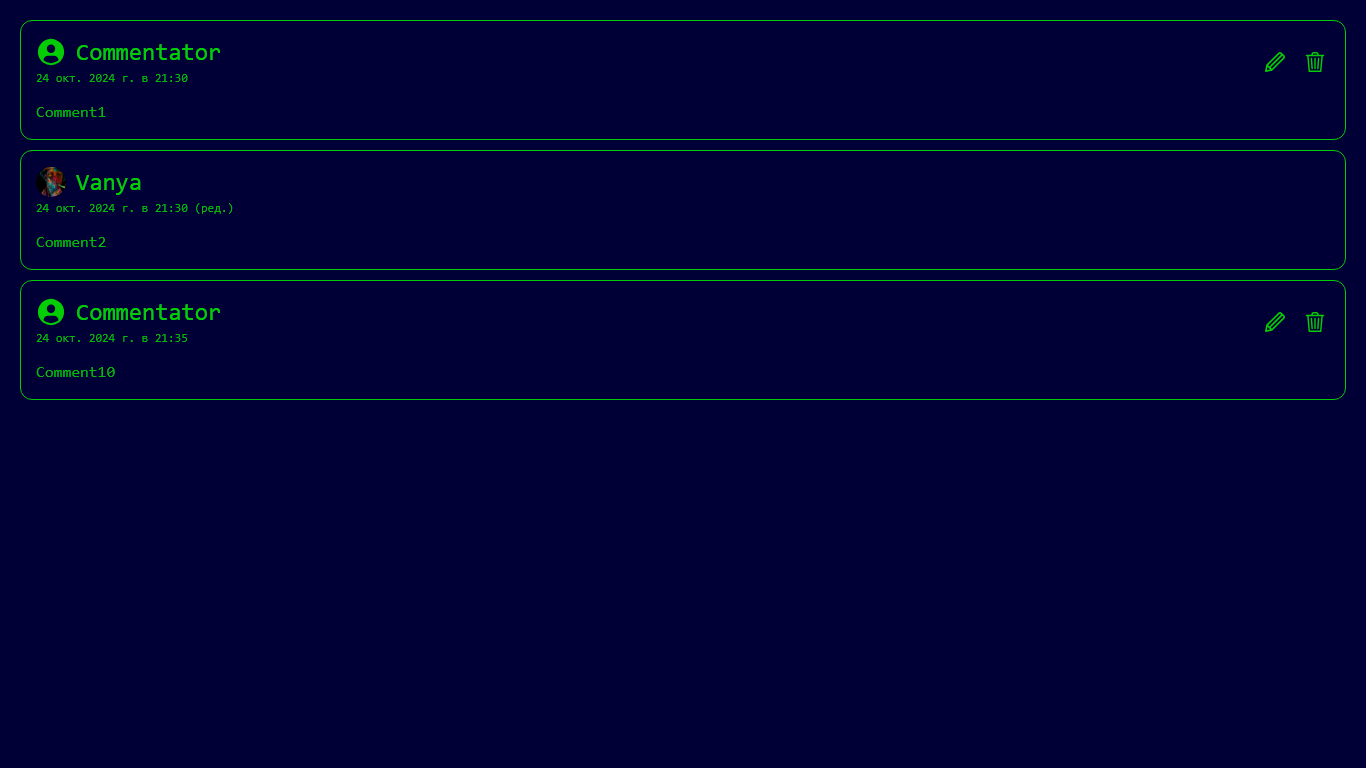 Commentator
24 окт. 2024 г. в 21:30
Comment1
Vanya
24 окт. 2024 г. в 21:30 (ред.)
Comment2
Commentator
24 окт. 2024 г. в 21:35
Comment10